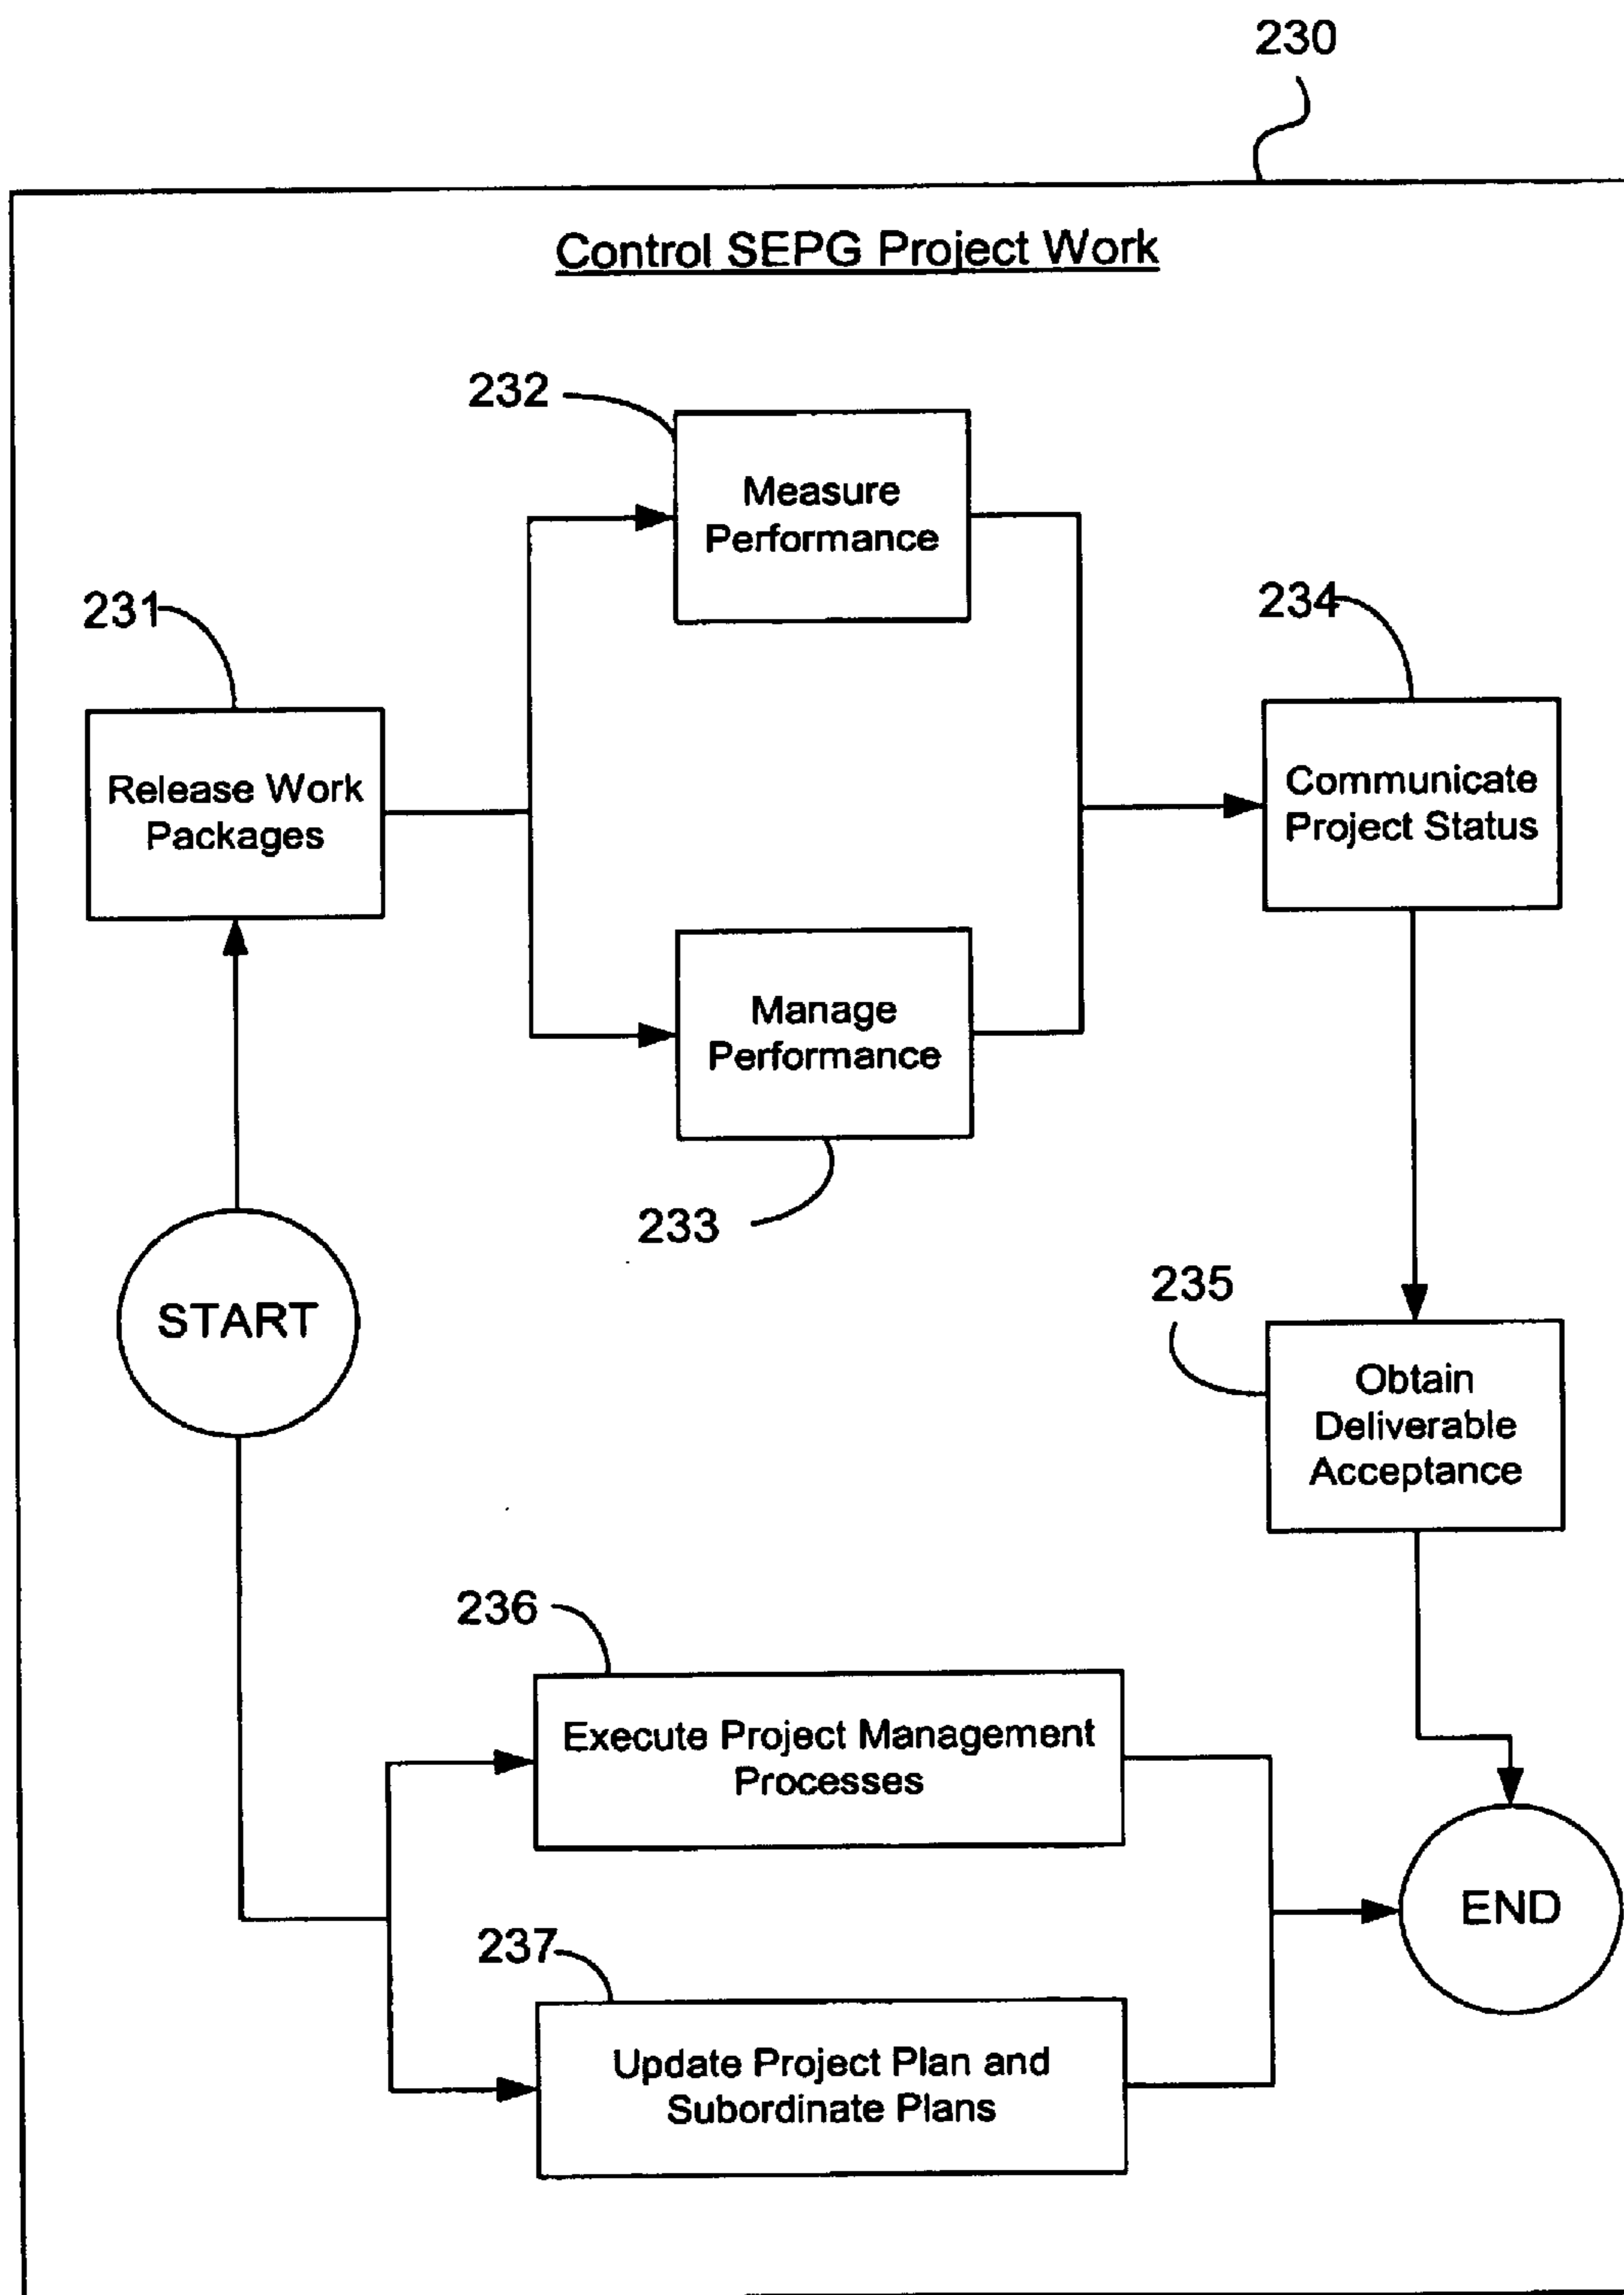 230
Control SEPG Project Work
232
Measure
Performance
231
Release Work
Packages
234
Communicate
Project Status
Manage
Performance
233
START
235
Obtain
Deliverable
Acceptance
236
Execute Project Management
Processes
END
237
Update Project Plan and
Subordinate Plans